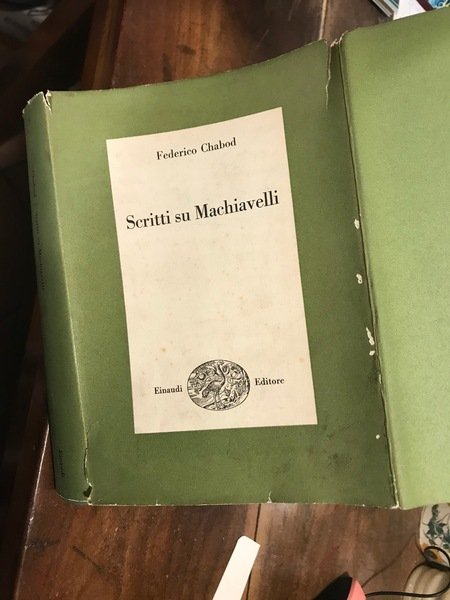 Federico Chabod
Scritti su Machiavelli
Einaudi Editore